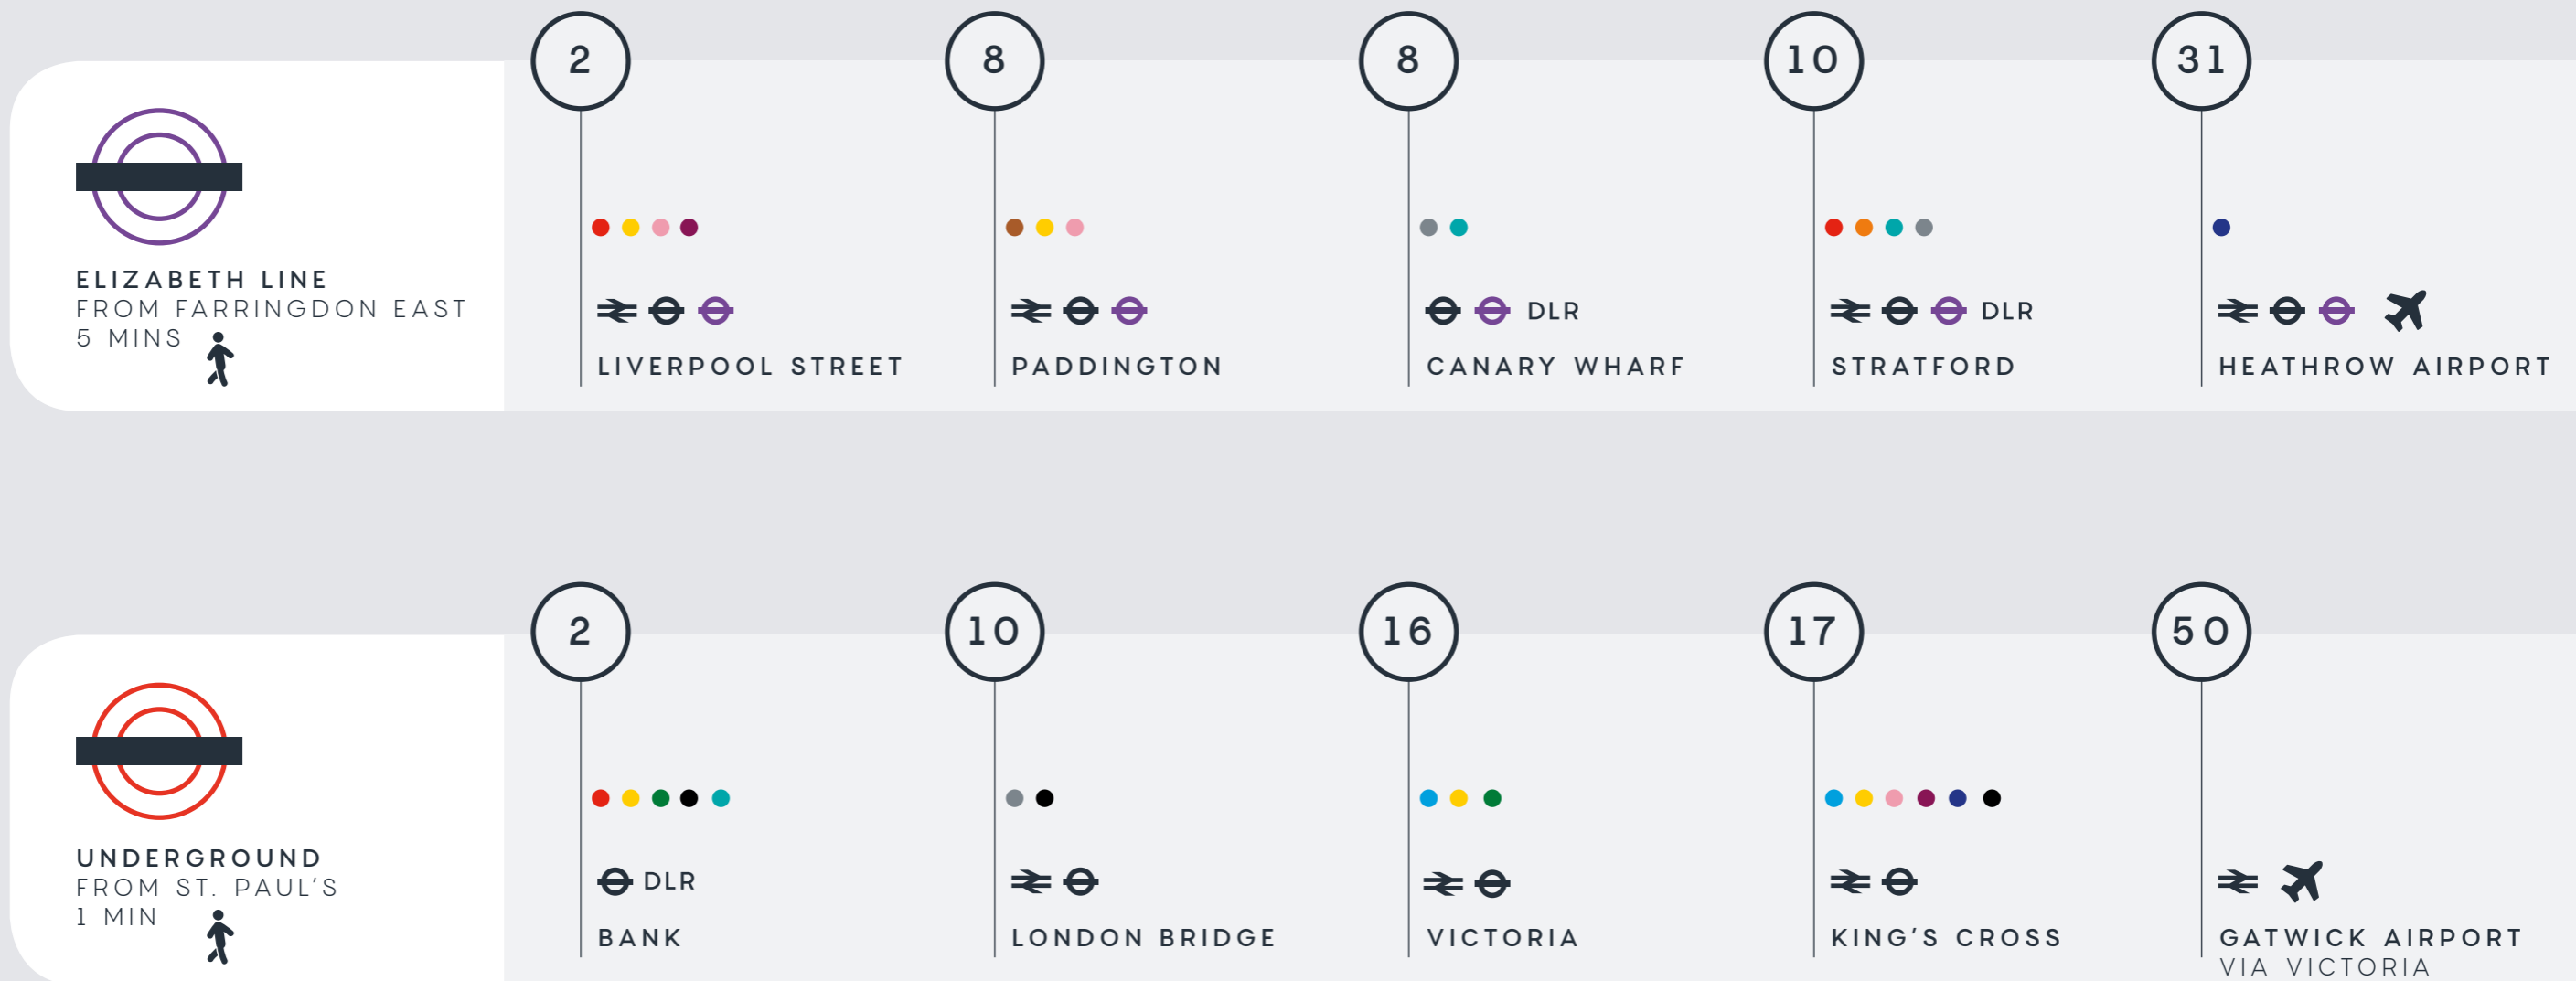 2
8
8
10
31
ELIZABETH LINE
FROM FARRINGDON EAST
5 MINS
DLR
DLR
LIVERPOOL STREET
PADDINGTON
CANARY WHARF
STRATFORD
HEATHROW AIRPORT
2
10
16
17
50
UNDERGROUND
FROM ST. PAUL'S
1 MIN
DLR
BANK
LONDON BRIDGE
VICTORIA
KING'S CROSS
GATWICK AIRPORT
VIA VICTORIA